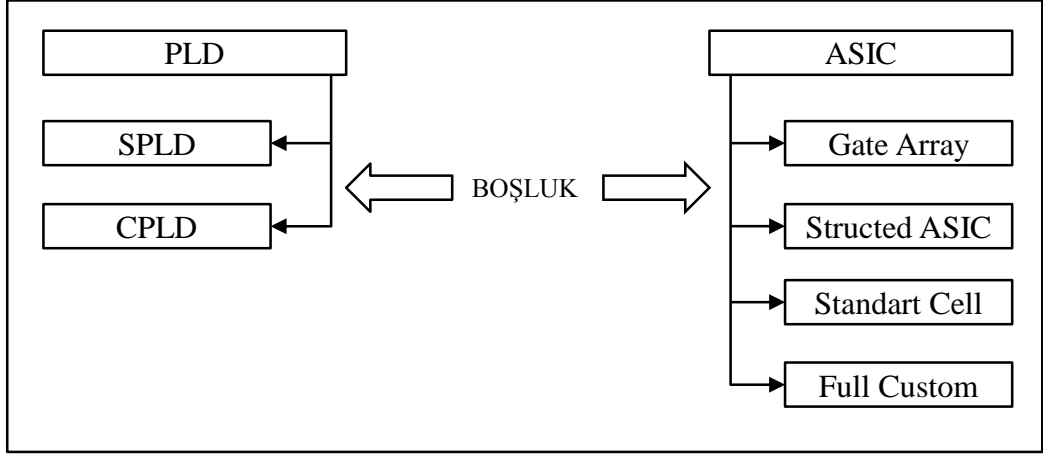 PLD
SPLD
CPLD
BOŞLUK
ASIC
Gate Array
Structed ASIC
Standart Cell
Full Custom